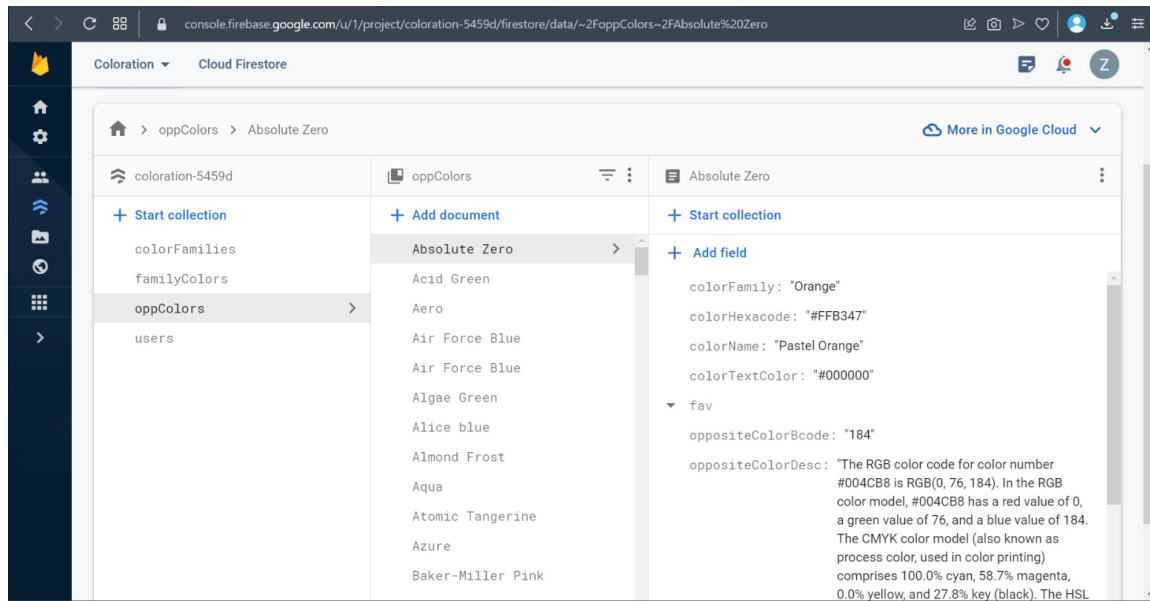 console.firebase.google.com/u/1/project/coloration-5459d/firestore/data/~2FoppColors~2FAbsolute%20Zero
Coloration
Cloud Firestore
Z
oppColors > Absolute Zero
More in Google Cloud
coloration-5459d
oppColors
Absolute Zero
+ Start collection
+ Add document
+ Start collection
colorFamilies
familyColors
oppColors
users
Absolute Zero
Acid Green
Aero
Air Force Blue
Air Force Blue
Algae Green
Alice blue
Almond Frost
Aqua
Atomic Tangerine
Azure
Baker-Miller Pink
+ Add field
colorFamily: "Orange"
colorHexacode: "#FFB347"
colorName: "Pastel Orange"
colorTextColor: "#000000"
fav
oppositeColorBcode: "184"
oppositeColorDesc: "The RGB color code for color number
#004CB8 is RGB(0, 76, 184). In the RGB
color model, #004CB8 has a red value of 0,
a green value of 76, and a blue value of 184.
The CMYK color model (also known as
process color, used in color printing)
comprises 100.0% cyan, 58.7% magenta,
0.0% yellow, and 27.8% key (black). The HSL